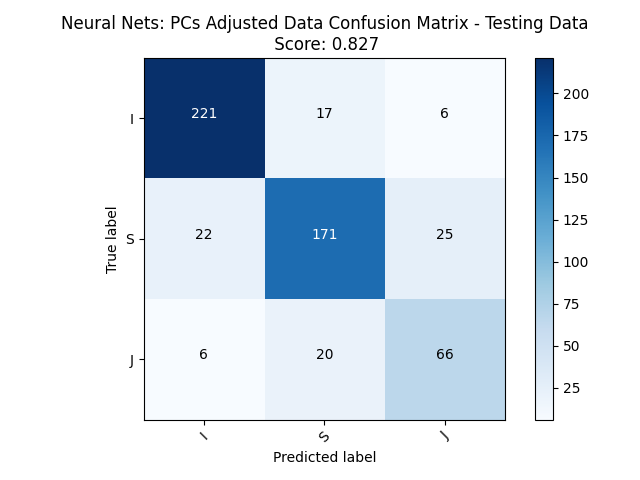 Neural Nets: PCs Adjusted Data Confusion Matrix - Testing Data
Score: 0.827
I 221 17 6
S 22 171 25
J 6 20 66
I S J
Predicted label
True label
200
175
150
125
100
75
50
25